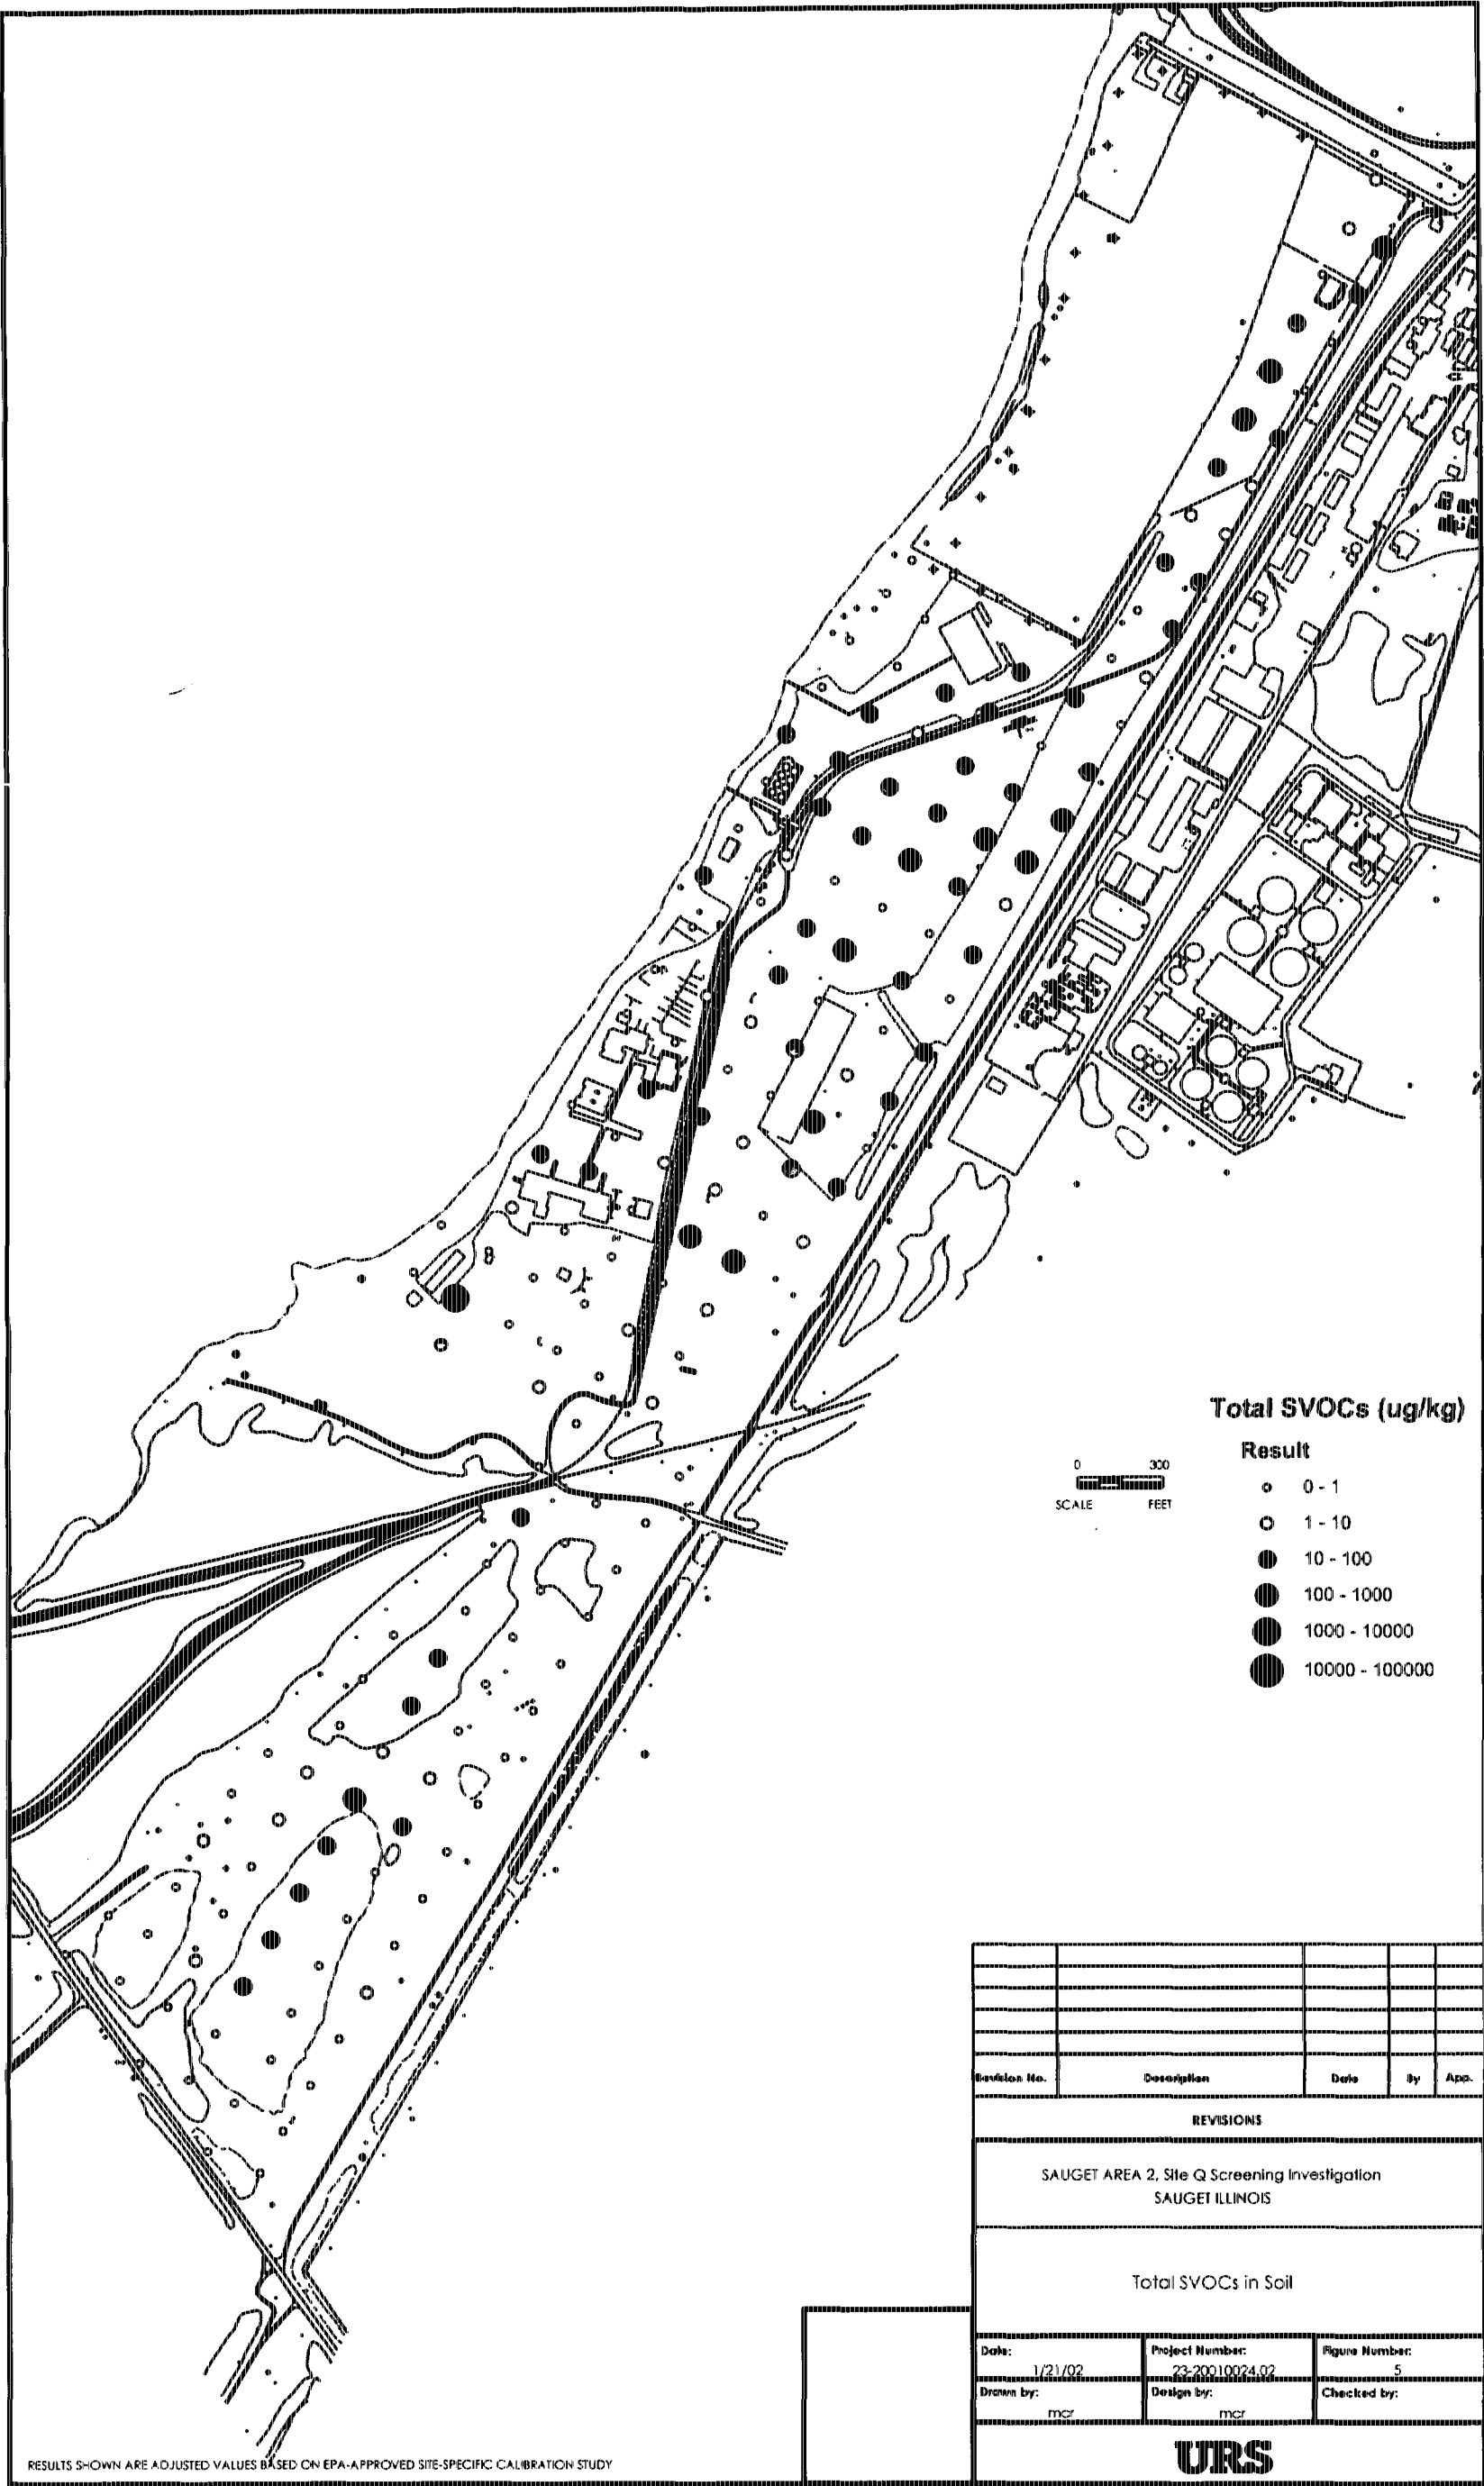 Total SVOCs (ug/kg)
Result
0 - 1
1 - 10
10 - 100
100 - 1000
1000 - 10000
10000 - 100000
0 300
SCALE FEET
Revision No. Description Date By App.
REVISIONS
SAUGET AREA 2, Site Q Screening Investigation
SAUGET ILLINOIS
Total SVOCs in Soil
Date: Project Number: Figure Number:
1/21/02 23-20010024.02 5
Drawn by: Design by: Checked by:
mcr mcr
URS
RESULTS SHOWN ARE ADJUSTED VALUES BASED ON EPA-APPROVED SITE-SPECIFIC CALIBRATION STUDY